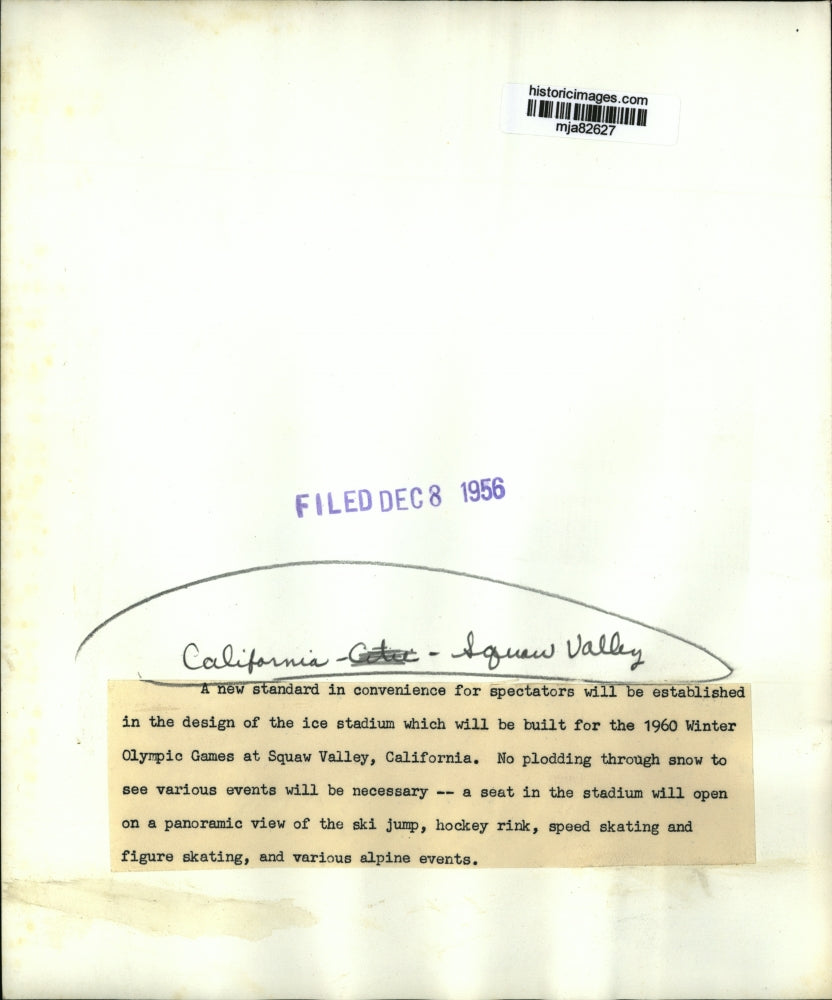 historicimages.com
mja82627
FILED DEC 8 1956
California - - Squaw Valley
A new standard in convenience for spectators will be established
in the design of the ice stadium which will be built for the 1960 Winter
Olympic Games at Squaw Valley, California. No plodding through snow to
see various events will be necessary -- a seat in the stadium will open
on a panoramic view of the ski jump, hockey rink, speed skating and
figure skating, and various alpine events.